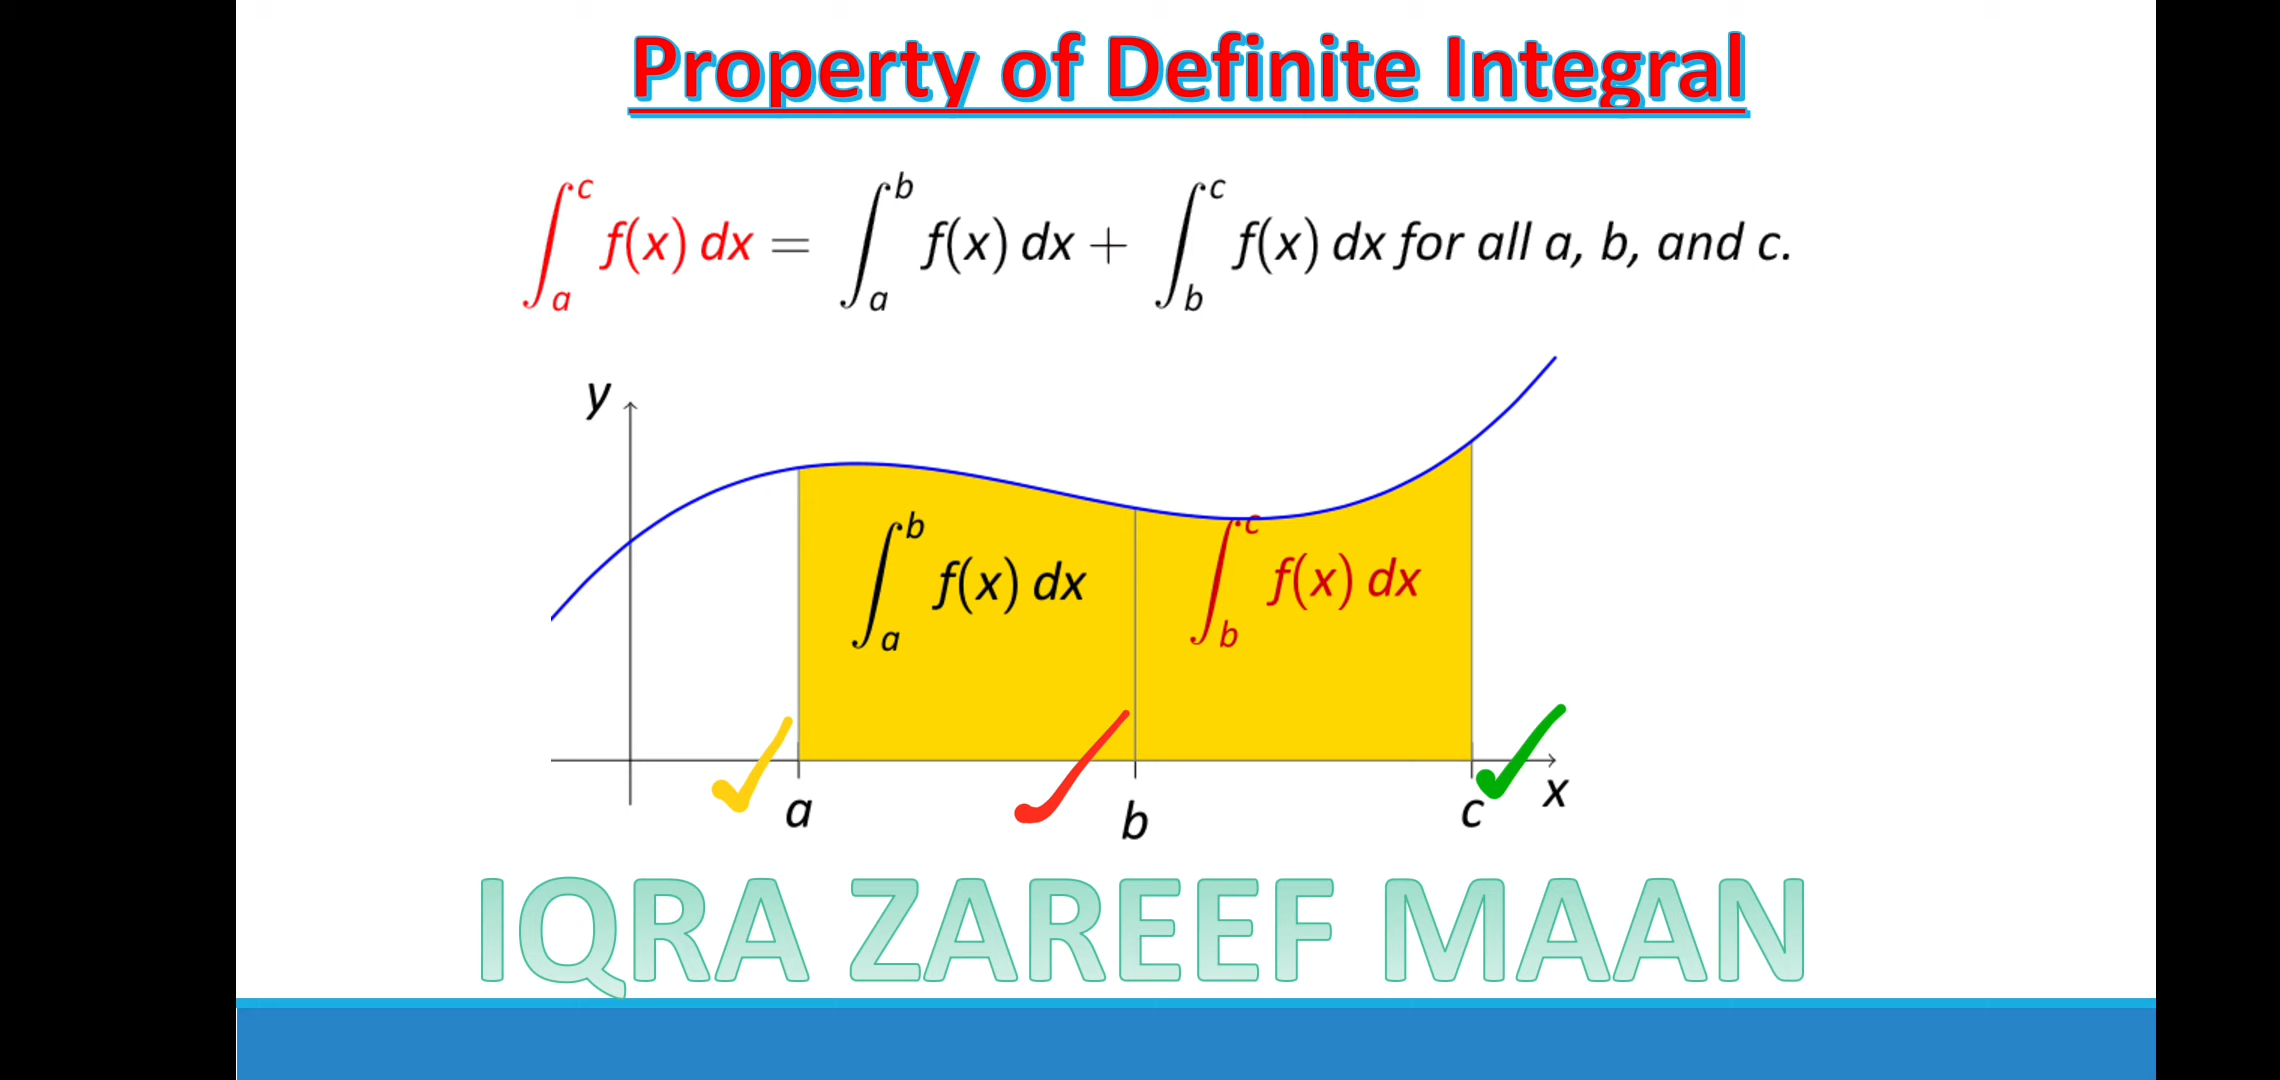 Property of Definite Integral
∫_a^c f(x) dx = ∫_a^b f(x) dx + ∫_b^c f(x) dx for all a, b, and c.
y
∫_a^b f(x) dx ∫_b^c f(x) dx
a b c x
IQRA ZAREEF MAAN